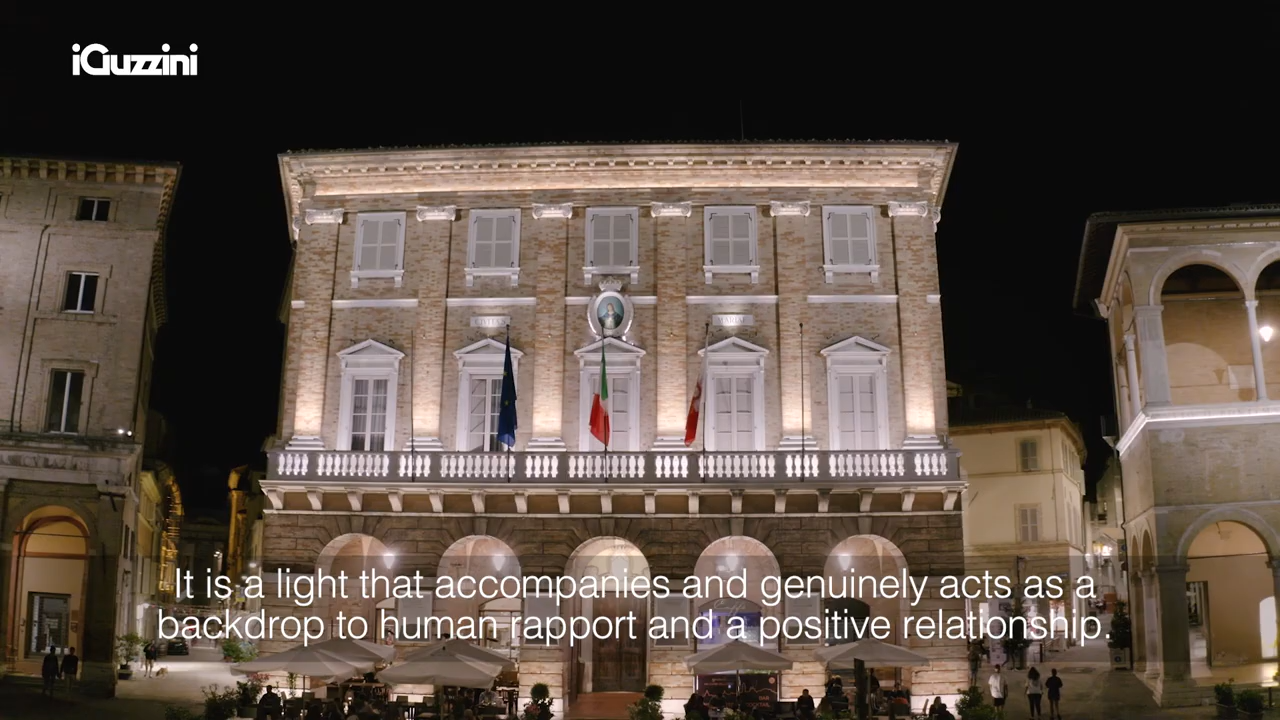 iGuzzini
It is a light that accompanies and genuinely acts as a
backdrop to human rapport and a positive relationship.